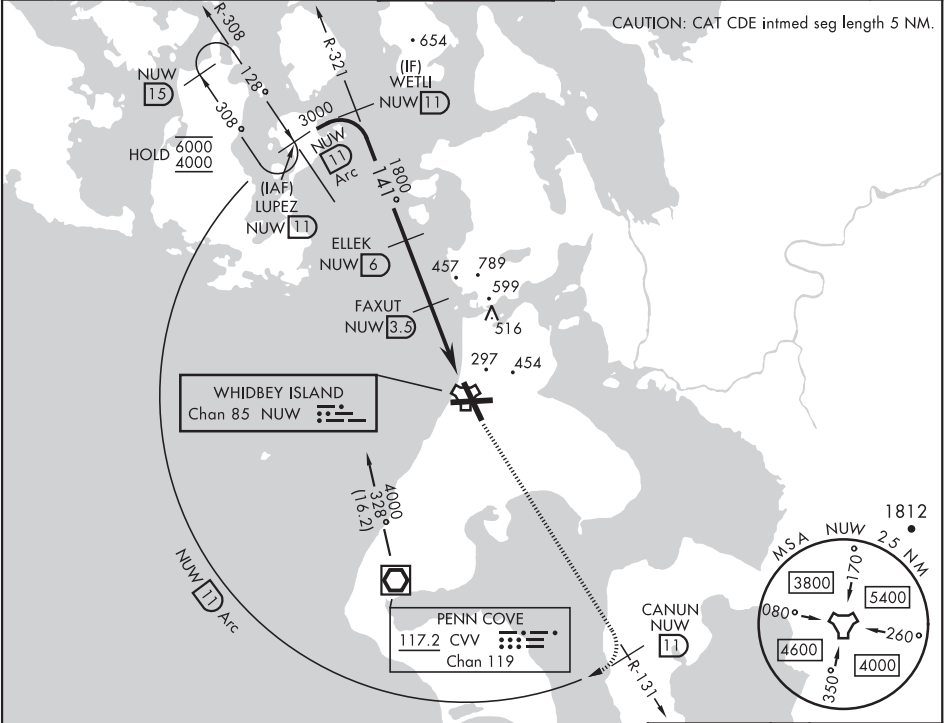 CAUTION: CAT CDE intmed seg length 5 NM.
R-308
R-321
654
(IF)
WETLI
NUW 11
NUW
15
128°
308°
3000
NUW
11
Arc
HOLD 6000
4000
(IAF)
LUPEZ
NUW 11
1800
141°
ELLEK
NUW 6
457
789
599
516
FAXUT
NUW 3.5
297
454
WHIDBEY ISLAND
Chan 85 NUW
4000
328°
(16.2)
NUW 11 Arc
PENN COVE
117.2 CVV
Chan 119
CANUN
NUW
11
R-131
1812
MSA NUW 25 NM
3800
170°
5400
080°
260°
4600
4000
350°